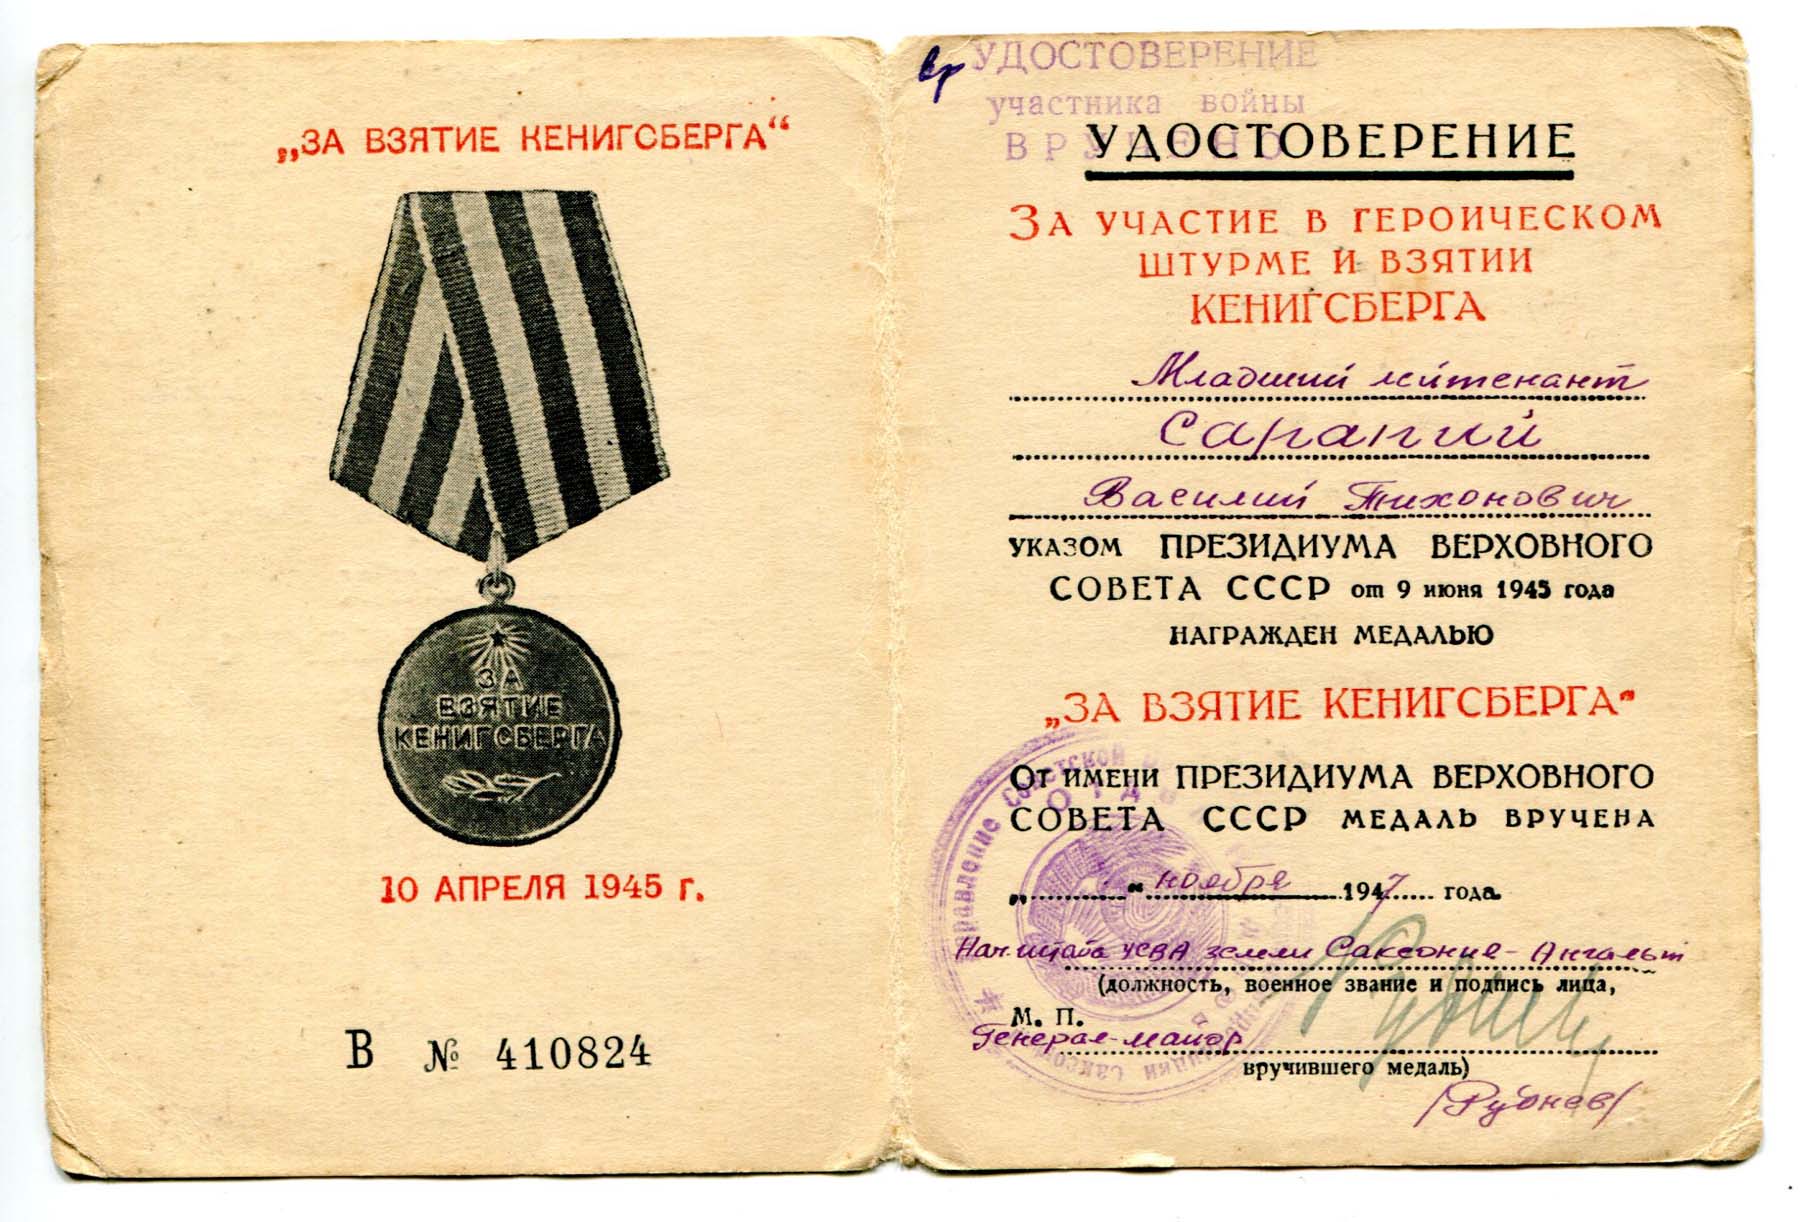 „ЗА ВЗЯТИЕ КЕНИГСБЕРГА“
ЗА
ВЗЯТИЕ
КЕНИГСБЕРГА
10 АПРЕЛЯ 1945 г.
В № 410824
вр УДОСТОВЕРЕНИЕ
участника войны
ВРУЧЕНО
УДОСТОВЕРЕНИЕ
ЗА УЧАСТИЕ В ГЕРОИЧЕСКОМ
ШТУРМЕ И ВЗЯТИИ
КЕНИГСБЕРГА
Младший лейтенант
Сарапий
Василий Тихонович
УКАЗОМ ПРЕЗИДИУМА ВЕРХОВНОГО
СОВЕТА СССР от 9 июня 1945 года
НАГРАЖДЕН МЕДАЛЬЮ
„ЗА ВЗЯТИЕ КЕНИГСБЕРГА“
ОТ ИМЕНИ ПРЕЗИДИУМА ВЕРХОВНОГО
СОВЕТА СССР МЕДАЛЬ ВРУЧЕНА
„ “ ноября 1947 года
Нач. штаба УСВА земли Саксония-Ангальт
(должность, военное звание и подпись лица,
М. П.
Генерал-майор
вручившего медаль)
/Руднев/